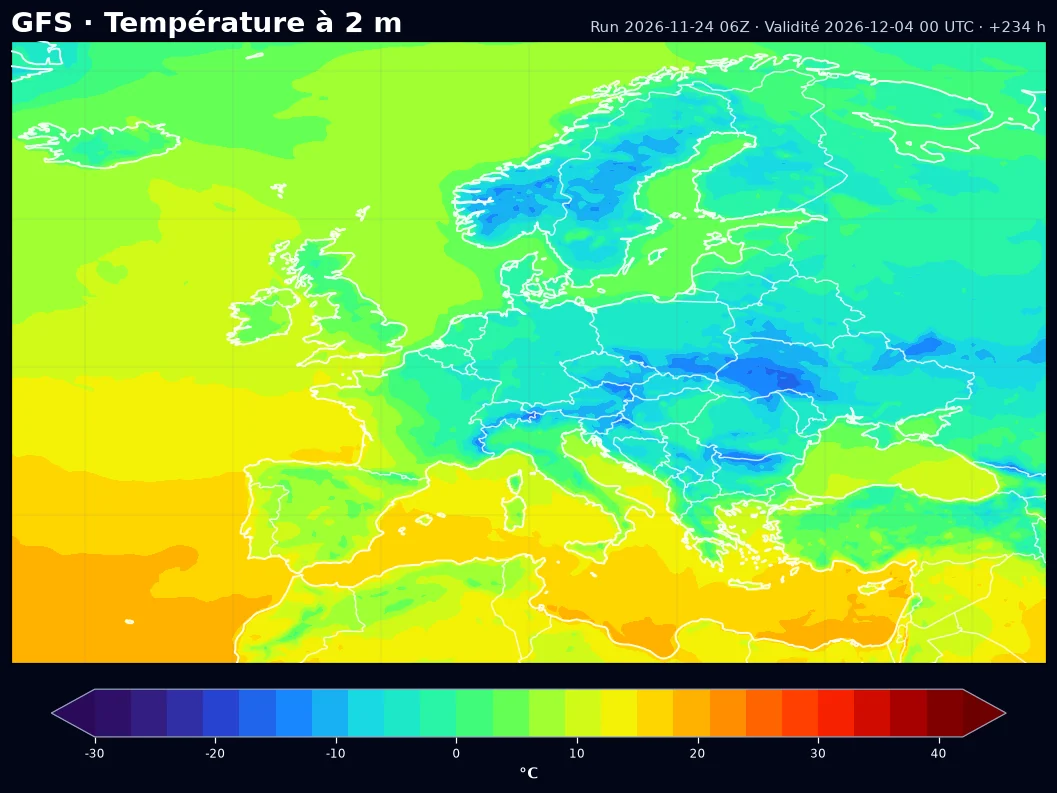 GFS · Température à 2 m
Run 2026-11-24 06Z · Validité 2026-12-04 00 UTC · +234 h
-30 -20 -10 0 10 20 30 40
°C